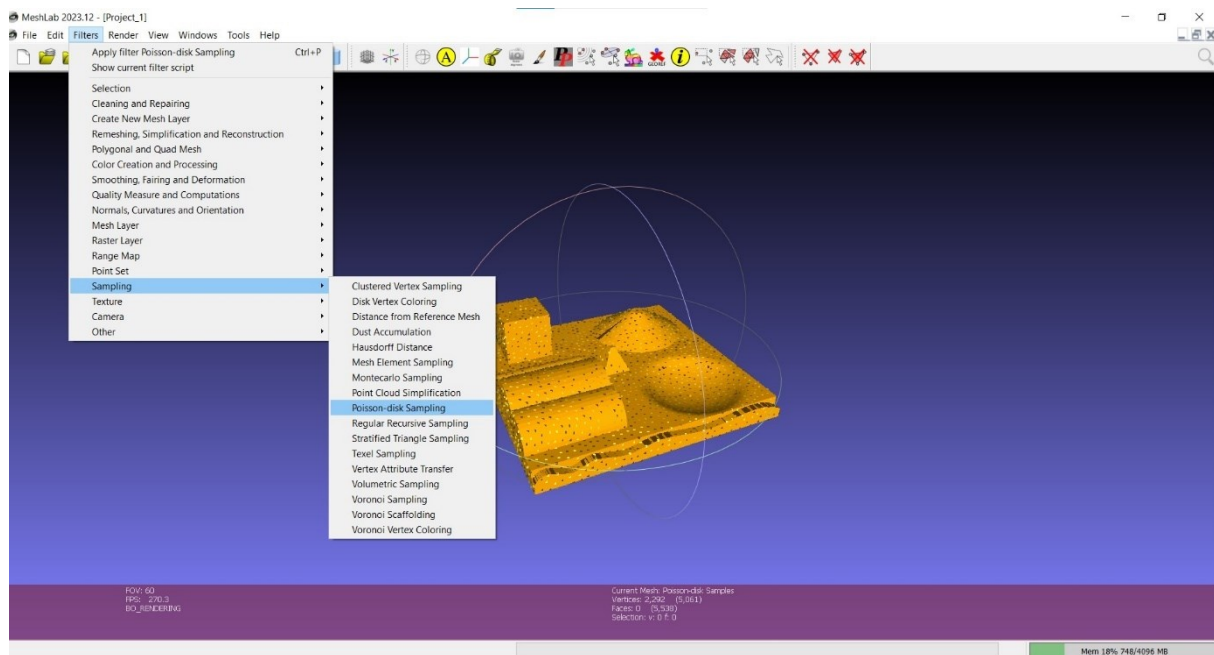 MeshLab 2023.12 - [Project_1]
File Edit Filters Render View Windows Tools Help
Apply filter Poisson-disk Sampling Ctrl+P
Show current filter script
Selection
Cleaning and Repairing
Create New Mesh Layer
Remeshing, Simplification and Reconstruction
Polygonal and Quad Mesh
Color Creation and Processing
Smoothing, Fairing and Deformation
Quality Measure and Computations
Normals, Curvatures and Orientation
Mesh Layer
Raster Layer
Range Map
Point Set
Sampling
Texture
Camera
Other
Clustered Vertex Sampling
Disk Vertex Coloring
Distance from Reference Mesh
Dust Accumulation
Hausdorff Distance
Mesh Element Sampling
Montecarlo Sampling
Point Cloud Simplification
Poisson-disk Sampling
Regular Recursive Sampling
Stratified Triangle Sampling
Texel Sampling
Vertex Attribute Transfer
Volumetric Sampling
Voronoi Sampling
Voronoi Scaffolding
Voronoi Vertex Coloring
FOV: 60
FPS: 270.3
BO_RENDERING
Current Mesh: Poisson-disk Samples
Vertices: 2,292 (5,061)
Faces: 0 (5,538)
Selection: v: 0 f: 0
Mem 18% 748/4096 MB